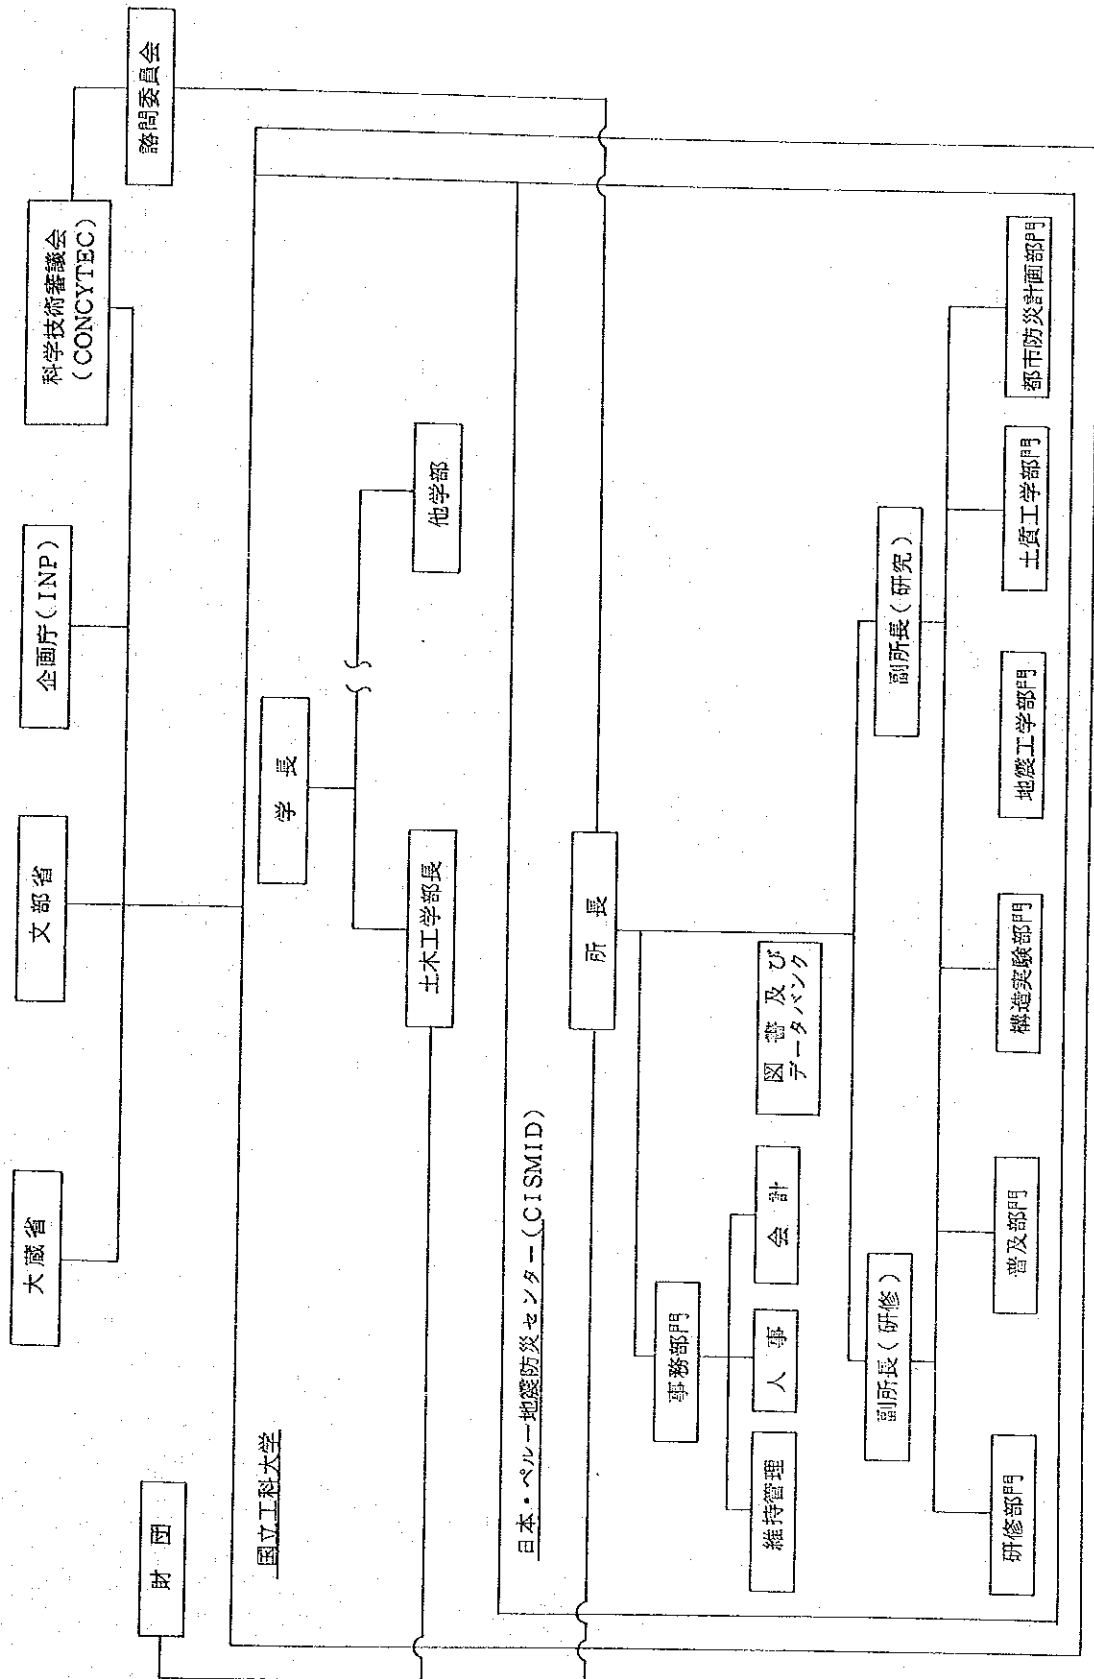 大蔵省
文部省
企画庁(INP)
科学技術審議会
(CONCYTEC)
財団
諮問委員会
国立工科大学
学長
土木工学部長
他学部
日本・ペルー地震防災センター(CISMID)
所長
事務部門
維持管理
人事
会計
図書及び
データバンク
副所長(研修)
副所長(研究)
研修部門
普及部門
構造実験部門
地震工学部門
土質工学部門
都市防災計画部門